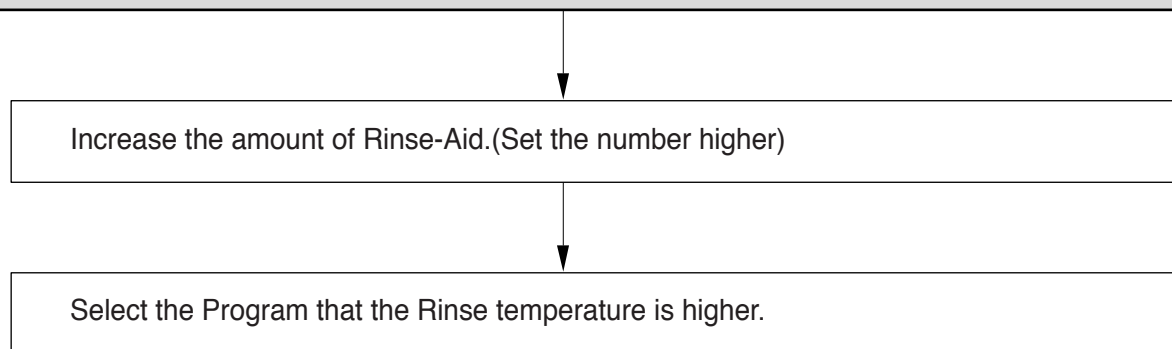 Increase the amount of Rinse-Aid.(Set the number higher)
Select the Program that the Rinse temperature is higher.